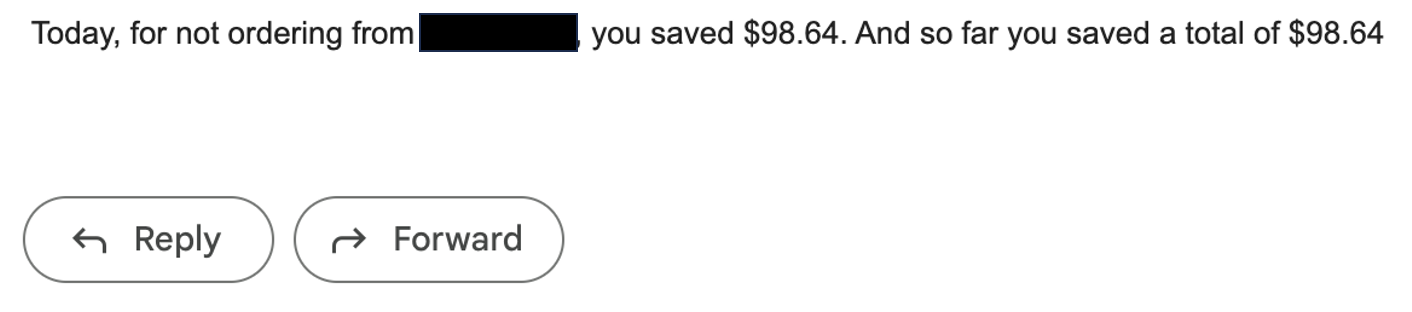 Today, for not ordering from , you saved $98.64. And so far you saved a total of $98.64
Reply
Forward